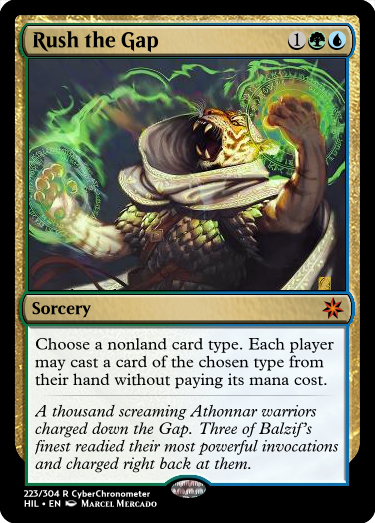 Rush the Gap 1
Sorcery
Choose a nonland card type. Each player
may cast a card of the chosen type from
their hand without paying its mana cost.
A thousand screaming Athonnar warriors
charged down the Gap. Three of Balzif's
finest readied their most powerful invocations
and charged right back at them.
223/304 R CyberChronometer
HIL • EN Marcel Mercado